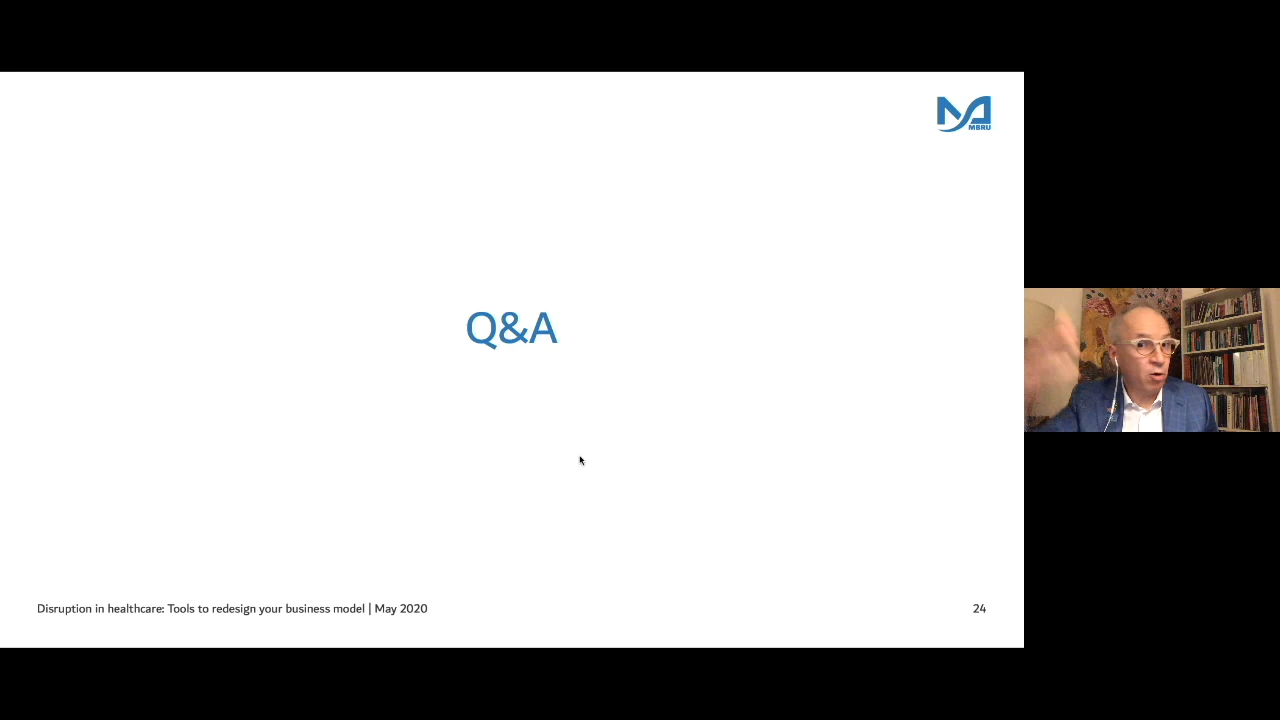 MBRU
Q&A
Disruption in healthcare: Tools to redesign your business model | May 2020
24